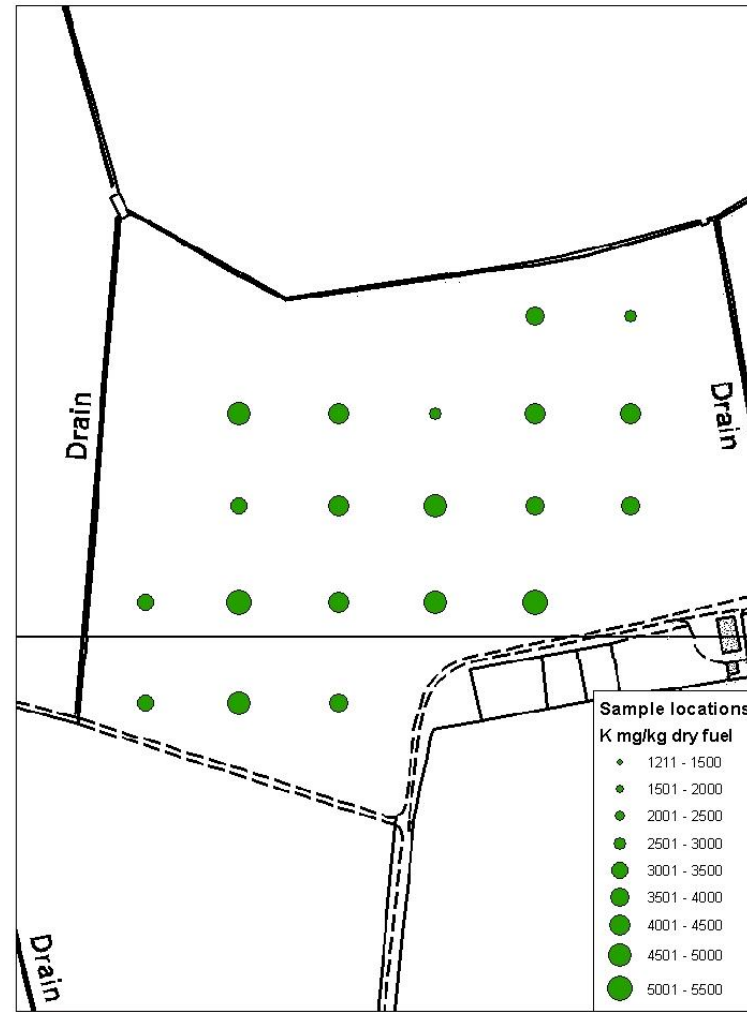 Drain
Drain
Drain
Sample locations
K mg/kg dry fuel
1211 - 1500
1501 - 2000
2001 - 2500
2501 - 3000
3001 - 3500
3501 - 4000
4001 - 4500
4501 - 5000
5001 - 5500